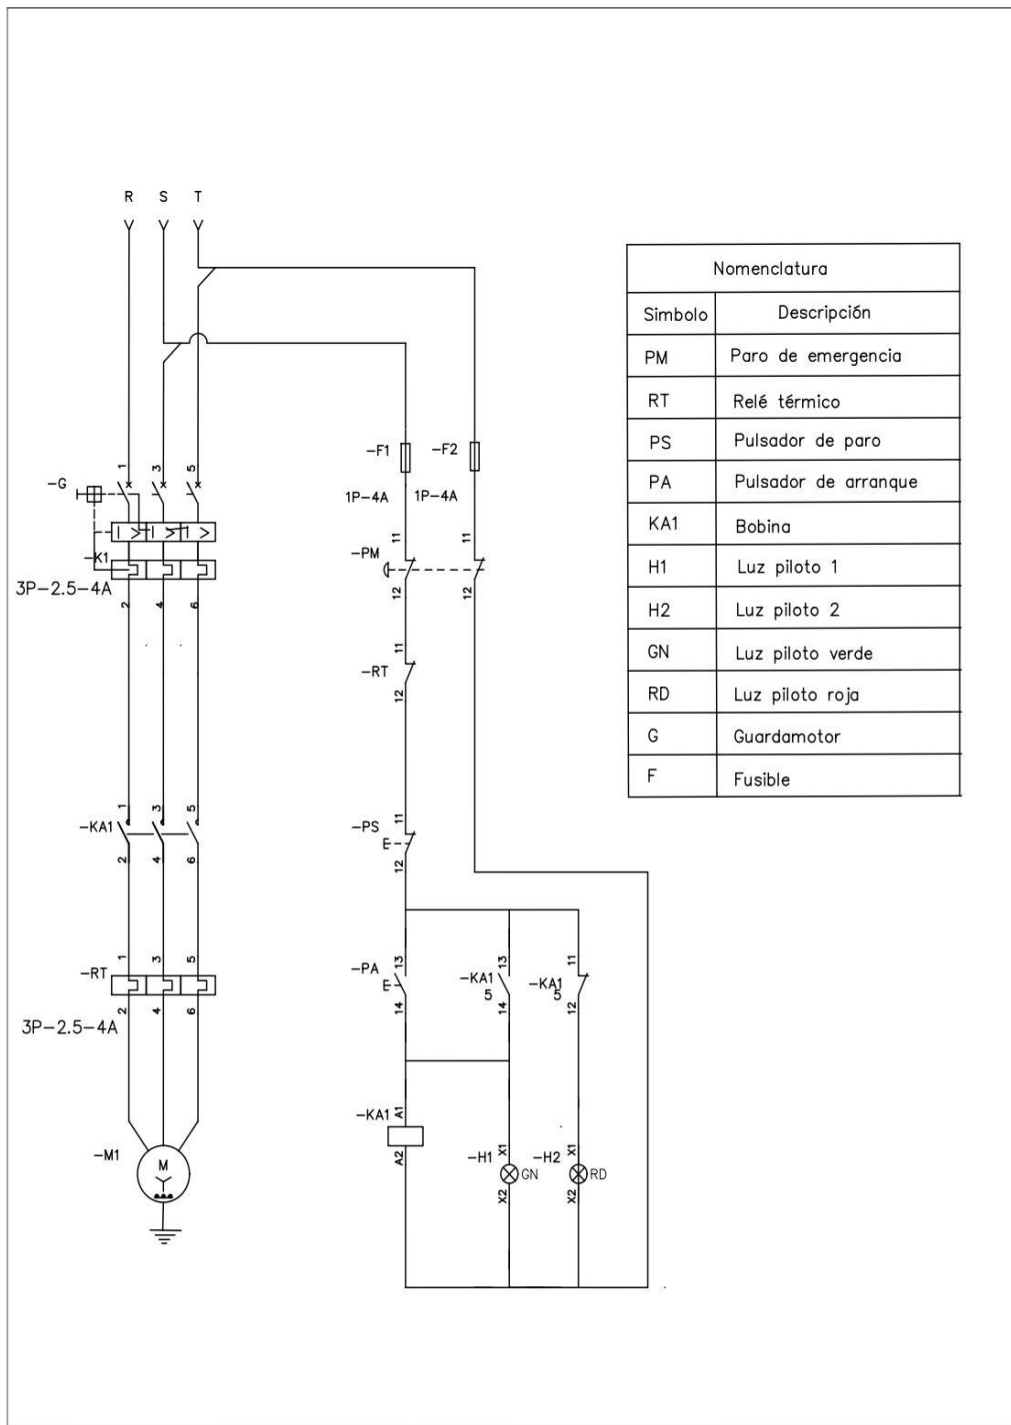 R S T
-G
1 3 5
-K1
3P-2.5-4A
2 4 6
-KA1
1 3 5
2 4 6
-RT
1 3 5
3P-2.5-4A
2 4 6
-M1
M
-F1 -F2
1P-4A 1P-4A
-PM
11 11
12 12
-RT
11
12
-PS
11
E
12
-PA
13
E
14
-KA1
5
13
14
-KA1
5
11
12
-KA1
A1
A2
-H1
X1
GN
X2
-H2
X1
RD
X2
Nomenclatura
Simbolo Descripción
PM Paro de emergencia
RT Relé térmico
PS Pulsador de paro
PA Pulsador de arranque
KA1 Bobina
H1 Luz piloto 1
H2 Luz piloto 2
GN Luz piloto verde
RD Luz piloto roja
G Guardamotor
F Fusible